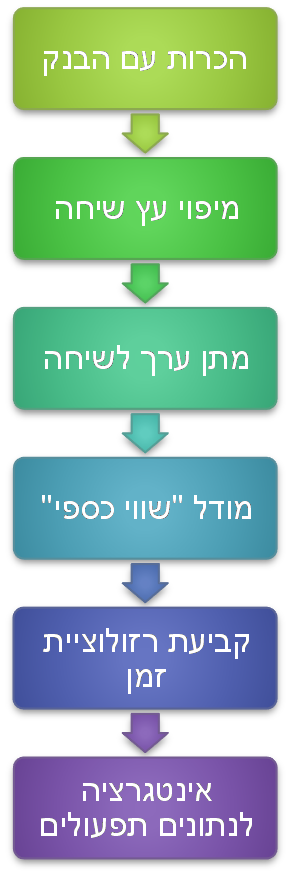 הכרות עם הבנק
מיפוי עץ שיחה
מתן ערך לשיחה
מודל "שווי כספי"
קביעת רזולוציית
זמן
אינטגרציה
לנתונים תפעולים